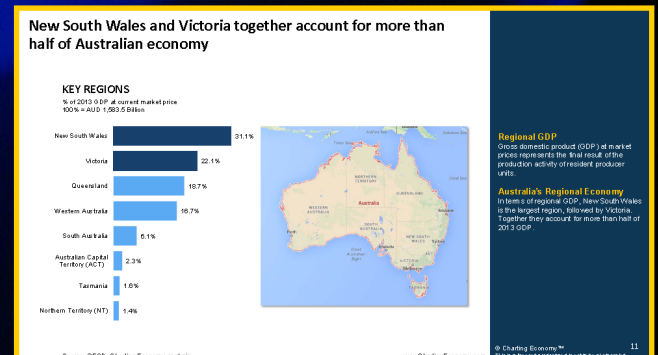 New South Wales and Victoria together account for more than
half of Australian economy
KEY REGIONS
% of 2013 GDP at current market price
100% = AUD 1,583.5 Billion
New South Wales 31.1%
Victoria 22.1%
Queensland 18.7%
Western Australia 16.7%
South Australia 6.1%
Australian Capital
Territory (ACT) 2.3%
Tasmania 1.6%
Northern Territory (NT) 1.4%
NORTHERN
TERRITORY
QUEENSLAND
WESTERN
AUSTRALIA
Australia
SOUTH
AUSTRALIA
NEW SOUTH
WALES
Perth
Sydney
VICTORIA
Melbourne
TASMANIA
Regional GDP
Gross domestic product (GDP) at market
prices represents the final result of the
production activity of resident producer
units.
Australia's Regional Economy
In terms of regional GDP, New South Wales
is the largest region, followed by Victoria.
Together they account for more than half of
2013 GDP.
© Charting Economy™
11